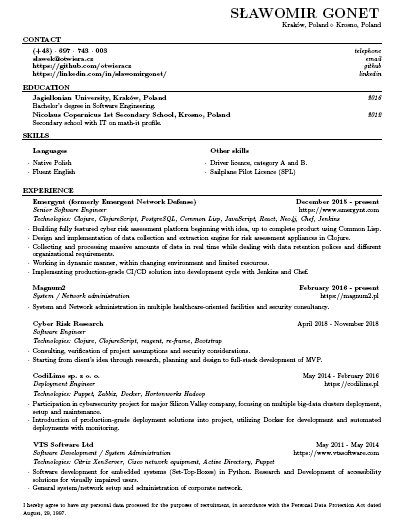 SŁAWOMIR GONET
Kraków, Poland ◦ Krosno, Poland
CONTACT
(+48) · 697 · 743 · 003 telephone
slawek@otwiera.cz email
https://github.com/otwieracz github
https://linkedin.com/in/slawomirgonet/ linkedin
EDUCATION
Jagiellonian University, Kraków, Poland 2016
Bachelor's degree in Software Engineering.
Nicolaus Copernicus 1st Secondary School, Krosno, Poland 2012
Secondary school with IT on math-it profile.
SKILLS
Languages Other skills
· Native Polish · Driver licence, category A and B.
· Fluent English · Sailplane Pilot Licence (SPL)
EXPERIENCE
Emergynt (formerly Emergent Network Defense) December 2015 - present
Senior Software Engineer https://www.emergynt.com
Technologies: Clojure, ClojureScript, PostgreSQL, Common Lisp, JavaScript, React, Neo4j, Chef, Jenkins
· Building fully featured cyber risk assessment platform beginning with idea, up to complete product using Common Lisp.
· Design and implementation of data collection and extraction engine for risk assessment appliances in Clojure.
· Collecting and processing massive amounts of data in real time while dealing with data retention polices and different
organizational requirements.
· Working in dynamic manner, within changing environment and limited resources.
· Implementing production-grade CI/CD solution into development cycle with Jenkins and Chef.
Magnum2 February 2016 - present
System / Network administration https://magnum2.pl
· System and Network administration in multiple healthcare-oriented facilities and security consultancy.
Cyber Risk Research April 2018 - November 2018
Software Engineer
Technologies: Clojure, ClojureScript, reagent, re-frame, Bootstrap
· Consulting, verification of project assumptions and security considerations.
· Starting from client's idea through research, planning and design to full-stack development of MVP.
CodiLime sp. z o. o. May 2014 - February 2016
Deployment Engineer https://codilime.pl
Technologies: Puppet, Zabbix, Docker, Hortonworks Hadoop
· Participation in cybersecurity project for major Silicon Valley company, focusing on multiple big-data clusters deployment,
setup and maintenance.
· Introduction of production-grade deployment solutions into project, utilizing Docker for development and automated
deployments with monitoring.
VTS Software Ltd May 2011 - May 2014
Software Development / System Administration https://www.vtssoftware.com
Technologies: Citrix XenServer, Cisco network equipment, Active Directory, Puppet
· Software development for embedded systems (Set-Top-Boxes) in Python. Research and Development of accessibility
solutions for visually impaired users.
· General system/network setup and administration of corporate network.
I hereby agree to have my personal data processed for the purposes of recruitment, in accordance with the Personal Data Protection Act dated
August, 29, 1997.